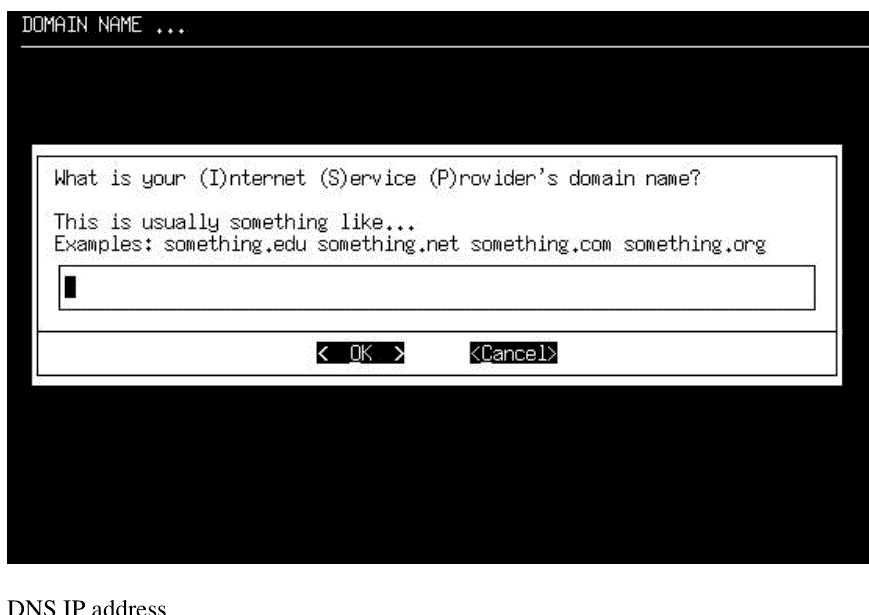 DOMAIN NAME ...
What is your (I)nternet (S)ervice (P)rovider's domain name?
This is usually something like...
Examples: something.edu something.net something.com something.org
< OK > <Cancel>
DNS IP address